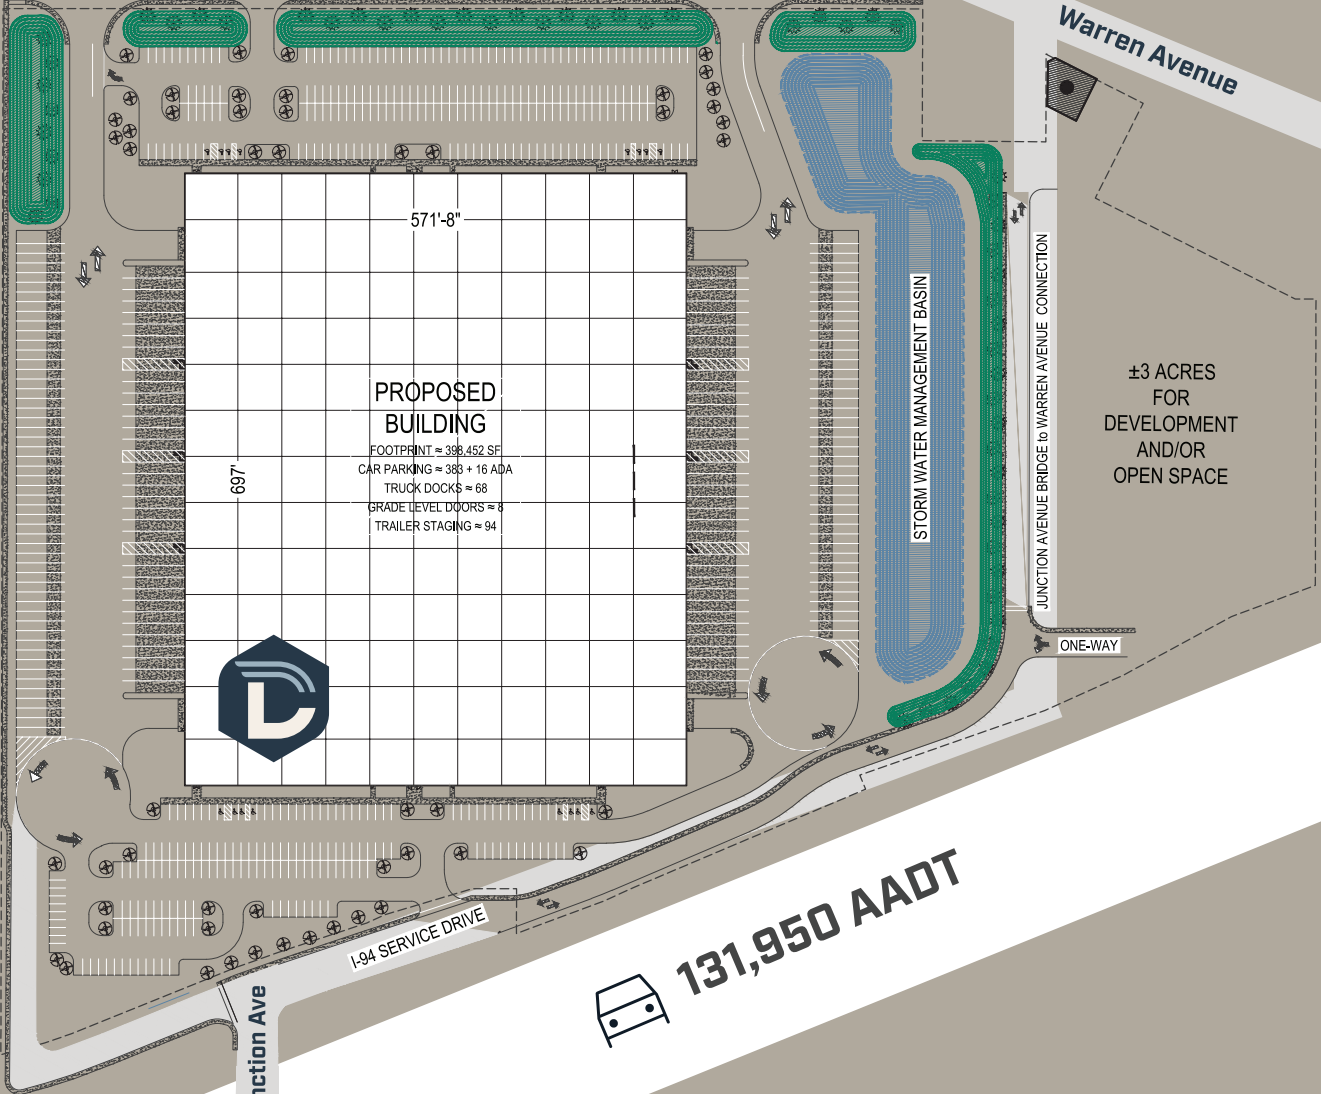 Warren Avenue
571'-8"
PROPOSED
BUILDING
FOOTPRINT ≈ 398,452 SF
CAR PARKING ≈ 383 + 16 ADA
TRUCK DOCKS ≈ 68
GRADE LEVEL DOORS ≈ 8
TRAILER STAGING ≈ 94
697'
STORM WATER MANAGEMENT BASIN
JUNCTION AVENUE BRIDGE to WARREN AVENUE CONNECTION
±3 ACRES
FOR
DEVELOPMENT
AND/OR
OPEN SPACE
ONE-WAY
131,950 AADT
I-94 SERVICE DRIVE
nction Ave